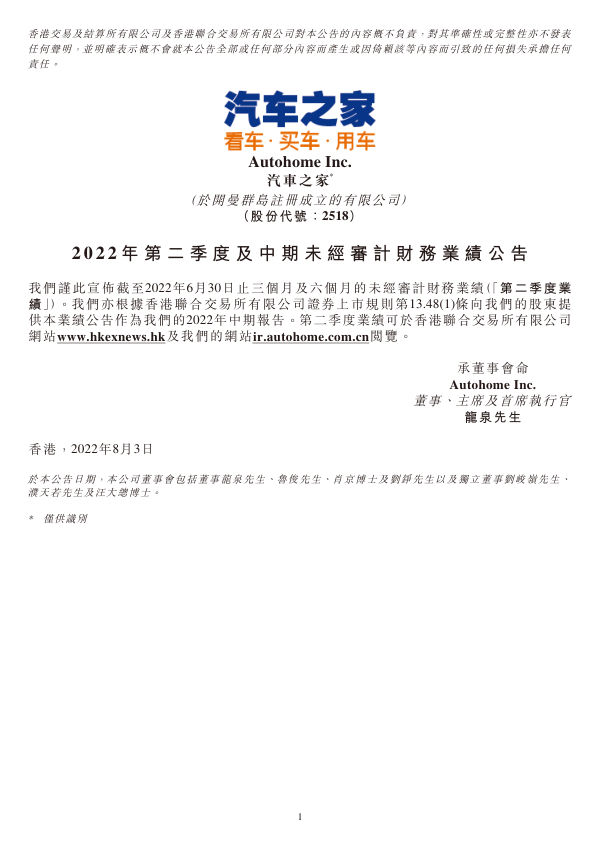 香港交易及結算所有限公司及香港聯合交易所有限公司對本公告的內容概不負責，對其準確性或完整性亦不發表
任何聲明，並明確表示概不會就本公告全部或任何部分內容而產生或因倚賴該等內容而引致的任何損失承擔任何
責任。
汽车之家
看车·买车·用车
Autohome Inc.
汽車之家*
(於開曼群島註冊成立的有限公司)
（股份代號：2518）
2022年第二季度及中期未經審計財務業績公告
我們謹此宣佈截至2022年6月30日止三個月及六個月的未經審計財務業績(「第二季度業
績」)。我們亦根據香港聯合交易所有限公司證券上市規則第13.48(1)條向我們的股東提
供本業績公告作為我們的2022年中期報告。第二季度業績可於香港聯合交易所有限公司
網站www.hkexnews.hk及我們的網站ir.autohome.com.cn閱覽。
承董事會命
Autohome Inc.
董事、主席及首席執行官
龍泉先生
香港，2022年8月3日
於本公告日期，本公司董事會包括董事龍泉先生、魯俊先生、肖京博士及劉錚先生以及獨立董事劉峻嶺先生、
濮天若先生及汪大總博士。
* 僅供識別
1